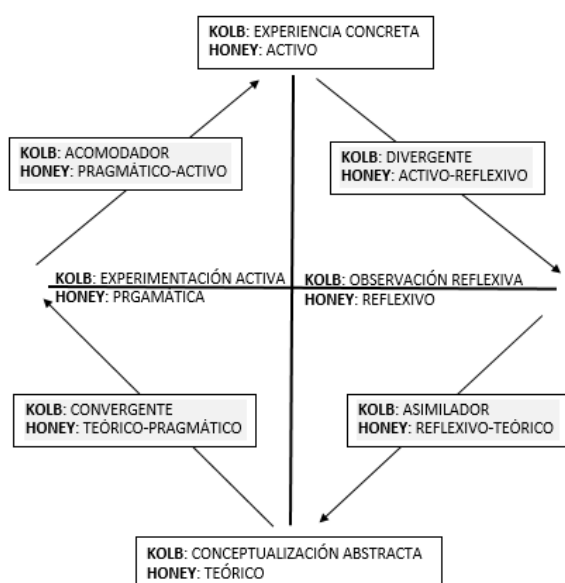 KOLB: EXPERIENCIA CONCRETA
HONEY: ACTIVO
KOLB: ACOMODADOR
HONEY: PRAGMÁTICO-ACTIVO
KOLB: DIVERGENTE
HONEY: ACTIVO-REFLEXIVO
KOLB: EXPERIMENTACIÓN ACTIVA
HONEY: PRGAMÁTICA
KOLB: OBSERVACIÓN REFLEXIVA
HONEY: REFLEXIVO
KOLB: CONVERGENTE
HONEY: TEÓRICO-PRAGMÁTICO
KOLB: ASIMILADOR
HONEY: REFLEXIVO-TEÓRICO
KOLB: CONCEPTUALIZACIÓN ABSTRACTA
HONEY: TEÓRICO